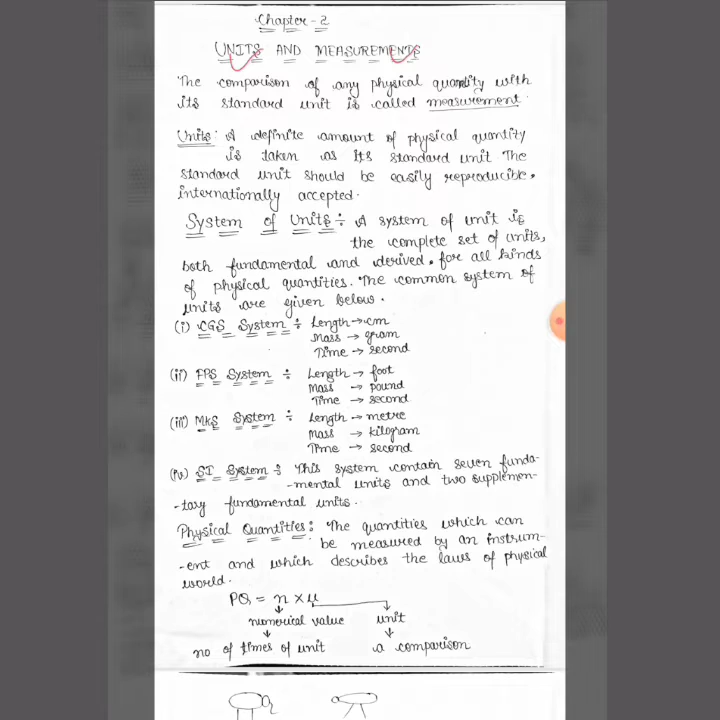 Chapter - 2
UNITS AND MEASUREMENTS
The comparison of any physical quantity with
its standard unit is called measurement.
Units: A definite amount of physical quantity
is taken as its standard unit The
standard unit should be easily reproducible,
internationally accepted.
System of Units ÷ A system of unit is
the complete set of units,
both fundamental and derived, for all kinds
of physical quantities. The common system of
units are given below.
(i) CGS System ÷ Length → cm
Mass → gram
Time → second
(ii) FPS System ÷ Length → foot
Mass → pound
Time → second
(iii) MKS System ÷ Length → metre
Mass → kilogram
Time → second
(iv) SI System : This system contain seven funda-
-mental units and two supplemen-
-tary fundamental units.
Physical Quantities: The quantities which can
be measured by an instrum-
-ent and which describes the laws of physical
world.
PQ = n × u
numerical value unit
no of times of unit a comparison